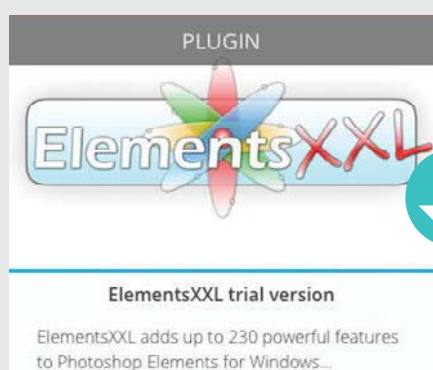 PLUGIN
ElementsXXL
ElementsXXL trial version
ElementsXXL adds up to 230 powerful features
to Photoshop Elements for Windows...